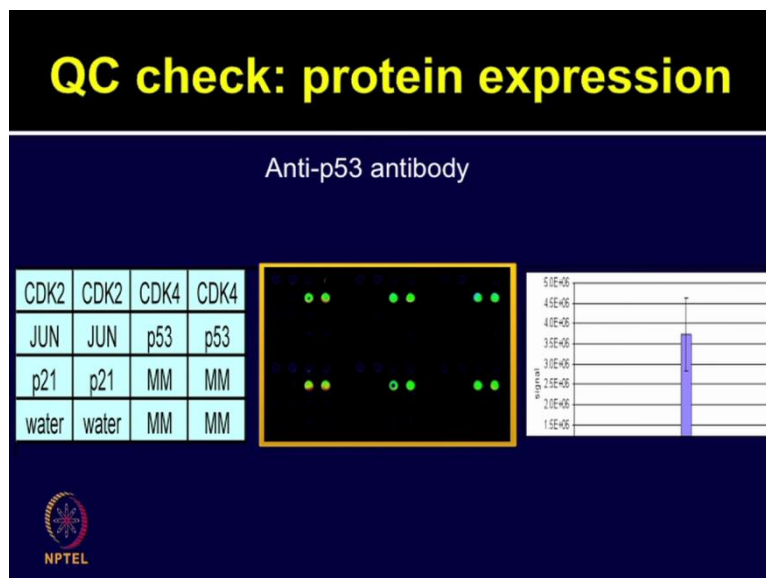 QC check: protein expression
Anti-p53 antibody
CDK2 CDK2 CDK4 CDK4
JUN JUN p53 p53
p21 p21 MM MM
water water MM MM
5.0E+06
4.5E+06
4.0E+06
3.5E+06
3.0E+06
2.5E+06
2.0E+06
1.5E+06
signal
NPTEL